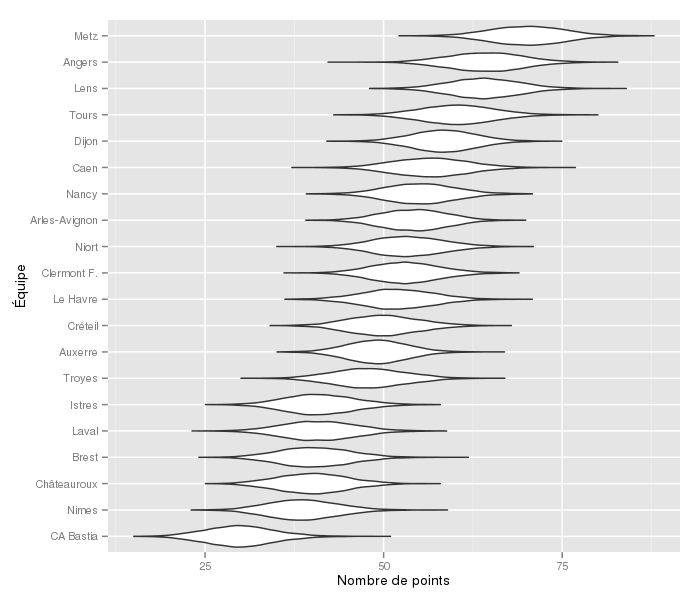 Metz
Angers
Lens
Tours
Dijon
Caen
Nancy
Arles-Avignon
Niort
Clermont F.
Le Havre
Créteil
Auxerre
Troyes
Istres
Laval
Brest
Châteauroux
Nimes
CA Bastia
Équipe
25 50 75
Nombre de points